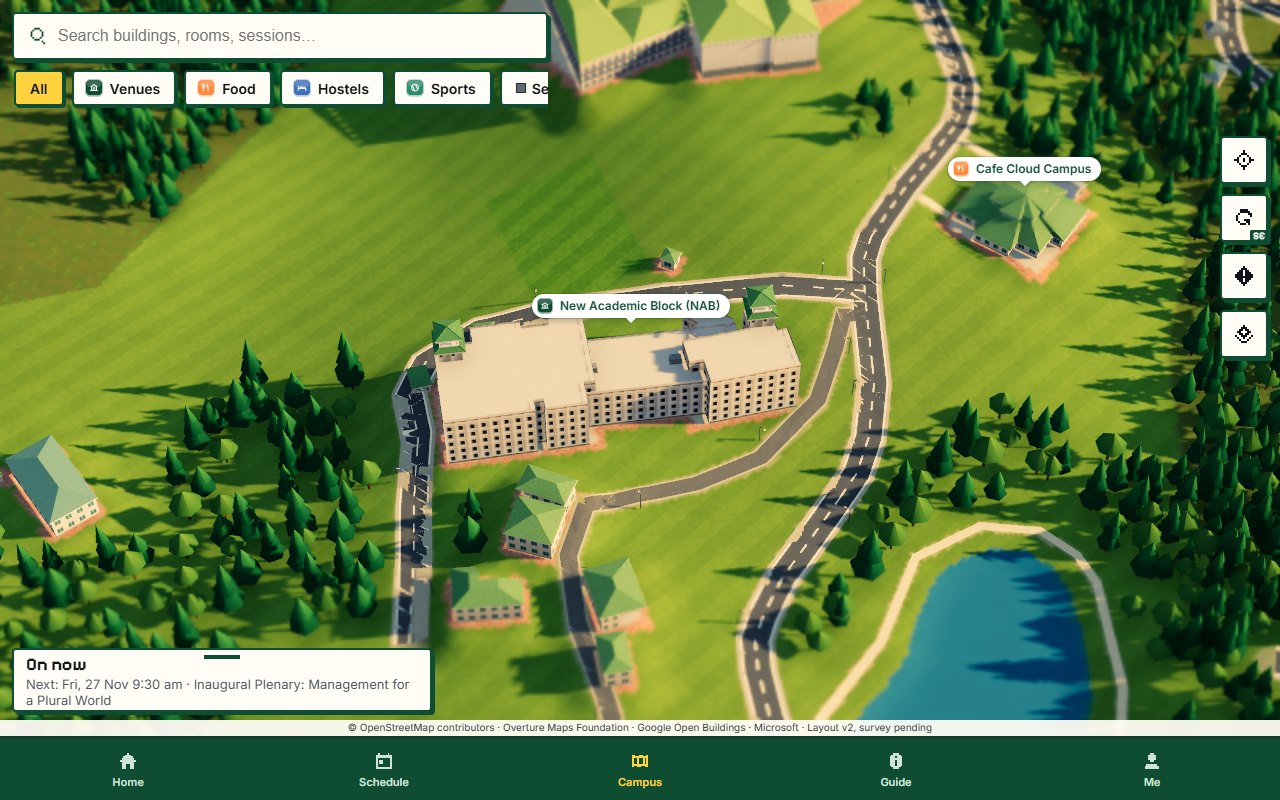 Search buildings, rooms, sessions…
All
Venues
Food
Hostels
Sports
Se
Cafe Cloud Campus
New Academic Block (NAB)
On now
Next: Fri, 27 Nov 9:30 am · Inaugural Plenary: Management for
a Plural World
© OpenStreetMap contributors · Overture Maps Foundation · Google Open Buildings · Microsoft · Layout v2, survey pending
Home
Schedule
Campus
Guide
Me